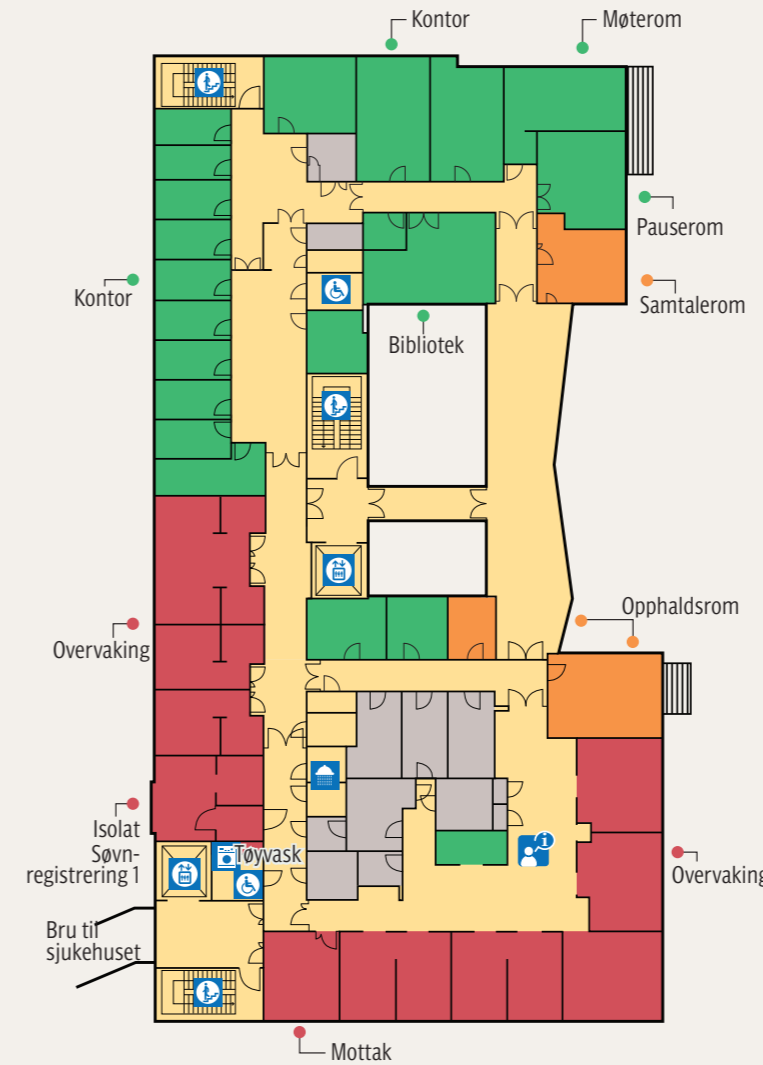 Kontor
Møterom
Pauserom
Samtalerom
Kontor
Bibliotek
Opphaldsrom
Overvaking
Isolat
Søvn-
registrering 1
Tøyvask
i
Overvaking
Bru til
sjukehuset
Mottak